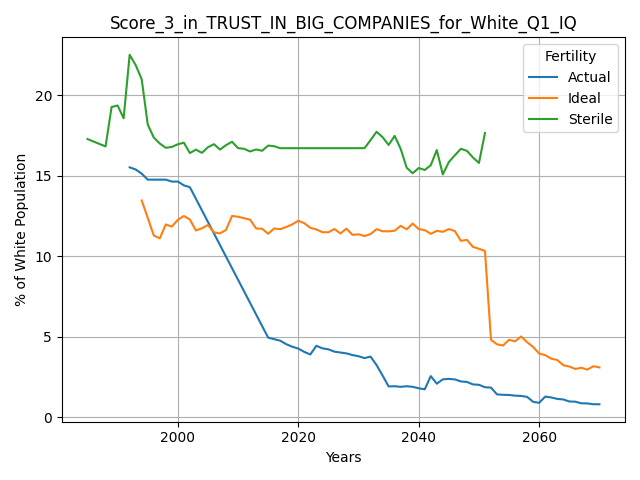 Score_3_in_TRUST_IN_BIG_COMPANIES_for_White_Q1_IQ
Fertility
Actual
Ideal
Sterile
% of White Population
20
15
10
5
0
2000
2020
2040
2060
Years